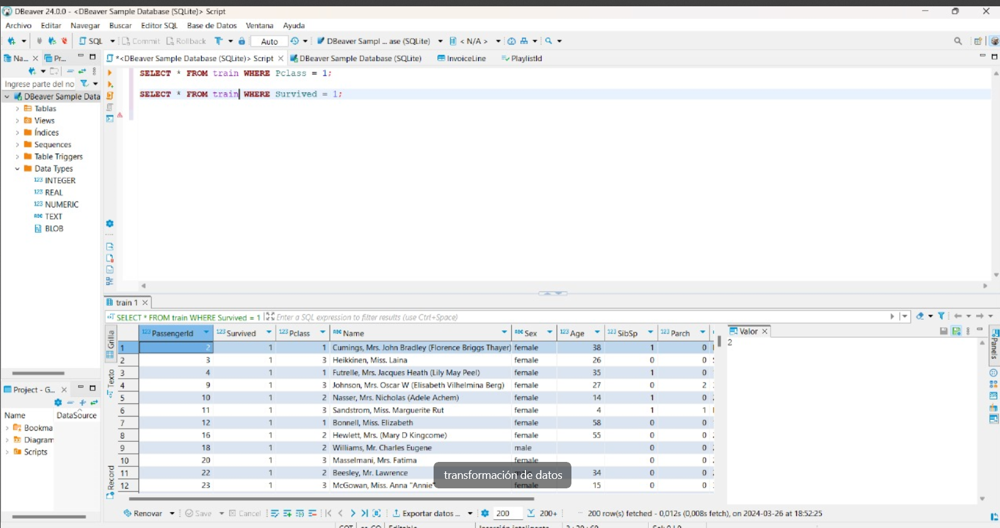 DBeaver 24.0.0 - <DBeaver Sample Database (SQLite)> Script
Archivo Editar Navegar Buscar Editor SQL Base de Datos Ventana Ayuda
SQL Commit Rollback Auto DBeaver Sampl ... ase (SQLite) < N/A >
Na... Pr... *<DBeaver Sample Database (SQLite)> Script DBeaver Sample Database (SQLite) InvoiceLine PlaylistId
Ingrese parte del no
SELECT * FROM train WHERE Pclass = 1;
SELECT * FROM train WHERE Survived = 1;
DBeaver Sample Data
Tablas
Views
Índices
Sequences
Table Triggers
Data Types
123 INTEGER
123 REAL
123 NUMERIC
ABC TEXT
BLOB
Project - G...
Name DataSource
Bookma
Diagram
Scripts
train 1
SELECT * FROM train WHERE Survived = 1 Enter a SQL expression to filter results (use Ctrl+Space)
Grilla
Texto
Record
123 PassengerId 123 Survived 123 Pclass ABC Name ABC Sex 123 Age 123 SibSp 123 Parch
1 2 1 1 Cumings, Mrs. John Bradley (Florence Briggs Thayer) female 38 1 0
2 3 1 3 Heikkinen, Miss. Laina female 26 0 0
3 4 1 1 Futrelle, Mrs. Jacques Heath (Lily May Peel) female 35 1 0
4 9 1 3 Johnson, Mrs. Oscar W (Elisabeth Vilhelmina Berg) female 27 0 2
5 10 1 2 Nasser, Mrs. Nicholas (Adele Achem) female 14 1 0
6 11 1 3 Sandstrom, Miss. Marguerite Rut female 4 1 1
7 12 1 1 Bonnell, Miss. Elizabeth female 58 0 0
8 16 1 2 Hewlett, Mrs. (Mary D Kingcome) female 55 0 0
9 18 1 2 Williams, Mr. Charles Eugene male 0 0
10 20 1 3 Masselmani, Mrs. Fatima female 0 0
11 22 1 2 Beesley, Mr. Lawrence 34 0 0
12 23 1 3 McGowan, Miss. Anna "Annie" female 15 0 0
transformación de datos
Valor
2
Panels
Renovar Save Cancel Exportar datos ... 200 200+ 200 row(s) fetched - 0,012s (0,008s fetch), on 2024-03-26 at 18:52:25